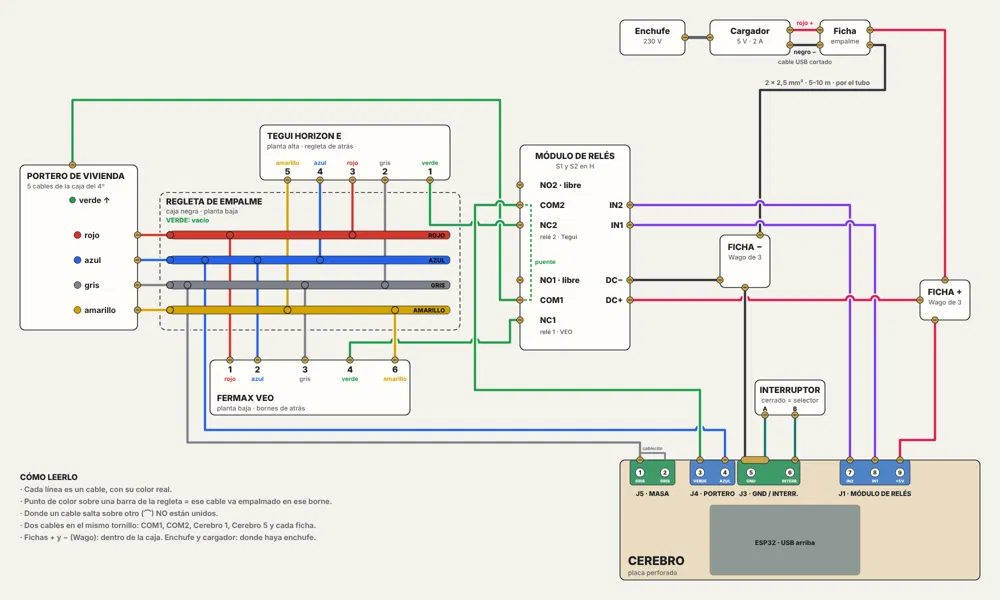 Enchufe
230 V
Cargador
5 V · 2 A
rojo +
negro −
cable USB cortado
Ficha
empalme
2 × 2,5 mm² · 5–10 m · por el tubo
PORTERO DE VIVIENDA
5 cables de la caja del 4º
verde ↑
rojo
azul
gris
amarillo
TEGUI HORIZON E
planta alta · regleta de atrás
amarillo azul rojo gris verde
5 4 3 2 1
REGLETA DE EMPALME
caja negra · planta baja
VERDE: vacío
ROJO
AZUL
GRIS
AMARILLO
1 2 3 4 6
rojo azul gris verde amarillo
FERMAX VEO
planta baja · bornes de atrás
MÓDULO DE RELÉS
S1 y S2 en H
NO2 · libre
COM2
NC2
relé 2 · Tegui
puente
NO1 · libre
COM1
NC1
relé 1 · VEO
IN2
IN1
DC−
DC+
FICHA −
Wago de 3
FICHA +
Wago de 3
INTERRUPTOR
cerrado = selector
A B
cablecito
1 2 3 4 5 6 7 8 9
GRIS GRIS VERDE AZUL GND INTERR. IN2 IN1 +5V
J5 · MASA
J4 · PORTERO
J3 · GND / INTERR.
J1 · MÓDULO DE RELÉS
ESP32 · USB arriba
CEREBRO
placa perforada
CÓMO LEERLO
· Cada línea es un cable, con su color real.
· Punto de color sobre una barra de la regleta = ese cable va empalmado en ese borne.
· Donde un cable salta sobre otro (⌒) NO están unidos.
· Dos cables en el mismo tornillo: COM1, COM2, Cerebro 1, Cerebro 5 y cada ficha.
· Fichas + y − (Wago): dentro de la caja. Enchufe y cargador: donde haya enchufe.